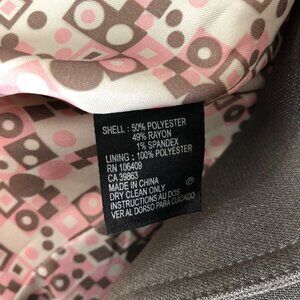 SHELL : 50% POLYESTER
49% RAYON
1% SPANDEX
LINING : 100% POLYESTER
RN 106409
CA 39863
MADE IN CHINA
DRY CLEAN ONLY
INSTRUCTIONS AU DOS
VER AL DORSO PARA CUIDADO